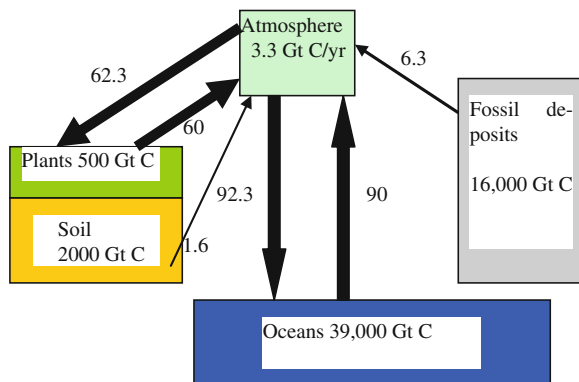 Atmosphere
3.3 Gt C/yr
62.3
6.3
60
Fossil de-
posits
16,000 Gt C
Plants 500 Gt C
92.3
90
Soil
2000 Gt C
1.6
Oceans 39,000 Gt C